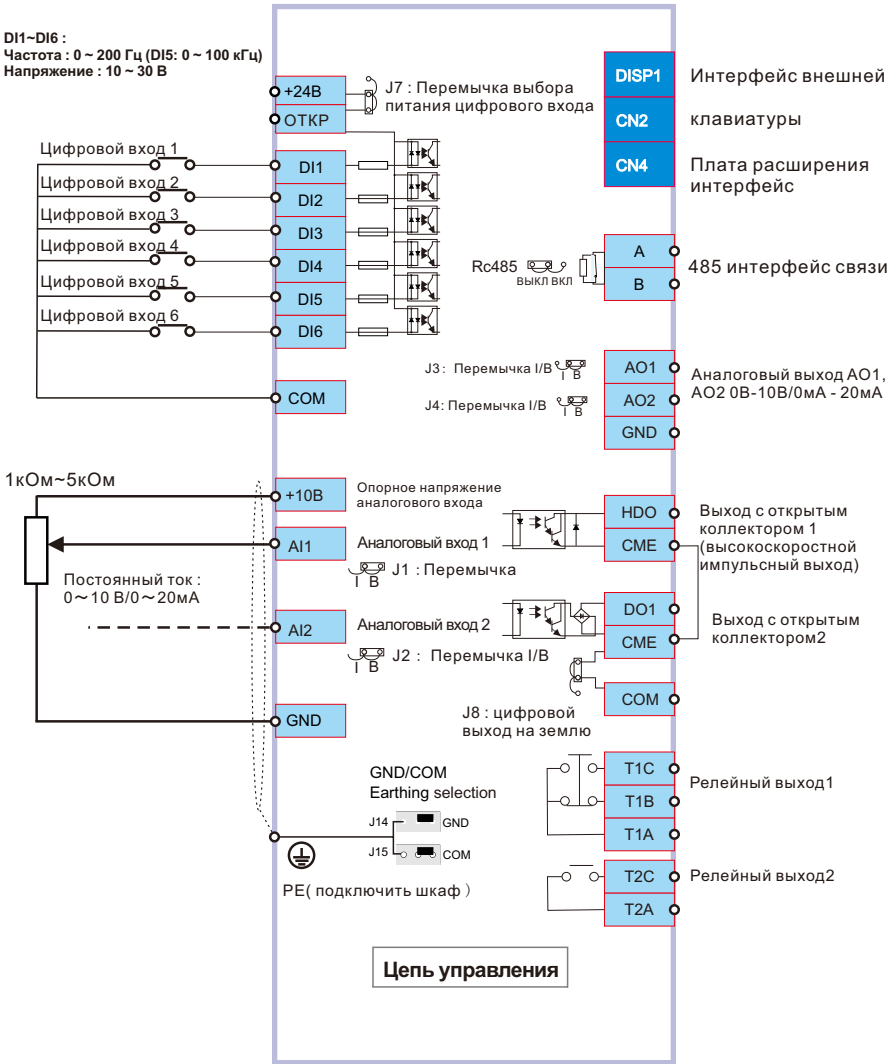 DI1~DI6 :
Частота : 0 ~ 200 Гц (DI5: 0 ~ 100 кГц)
Напряжение : 10 ~ 30 В
+24В
ОТКР
J7 : Перемычка выбора
питания цифрового входа
DISP1
CN2
CN4
Интерфейс внешней
клавиатуры
Плата расширения
интерфейс
Цифровой вход 1
DI1
Цифровой вход 2
DI2
Цифровой вход 3
DI3
Цифровой вход 4
DI4
Цифровой вход 5
DI5
Цифровой вход 6
DI6
COM
Rc485
ВЫКЛ ВКЛ
A
B
485 интерфейс связи
J3 : Перемычка I/В
I В
J4: Перемычка I/В
I В
AO1
AO2
GND
Аналоговый выход AO1,
AO2 0В-10В/0мА - 20мА
1кОм~5кОм
+10В
Опорное напряжение
аналогового входа
AI1
Аналоговый вход 1
I В
J1 : Перемычка
Постоянный ток :
0～10 В/0～20мА
AI2
Аналоговый вход 2
I В
J2 : Перемычка I/В
GND
HDO
CME
Выход с открытым
коллектором 1
(высокоскоростной
импульсный выход)
DO1
CME
Выход с открытым
коллектором2
COM
J8 : цифровой
выход на землю
GND/COM
Earthing selection
J14
GND
J15
COM
PE( подключить шкаф )
T1C
T1B
T1A
Релейный выход1
T2C
T2A
Релейный выход2
Цепь управления